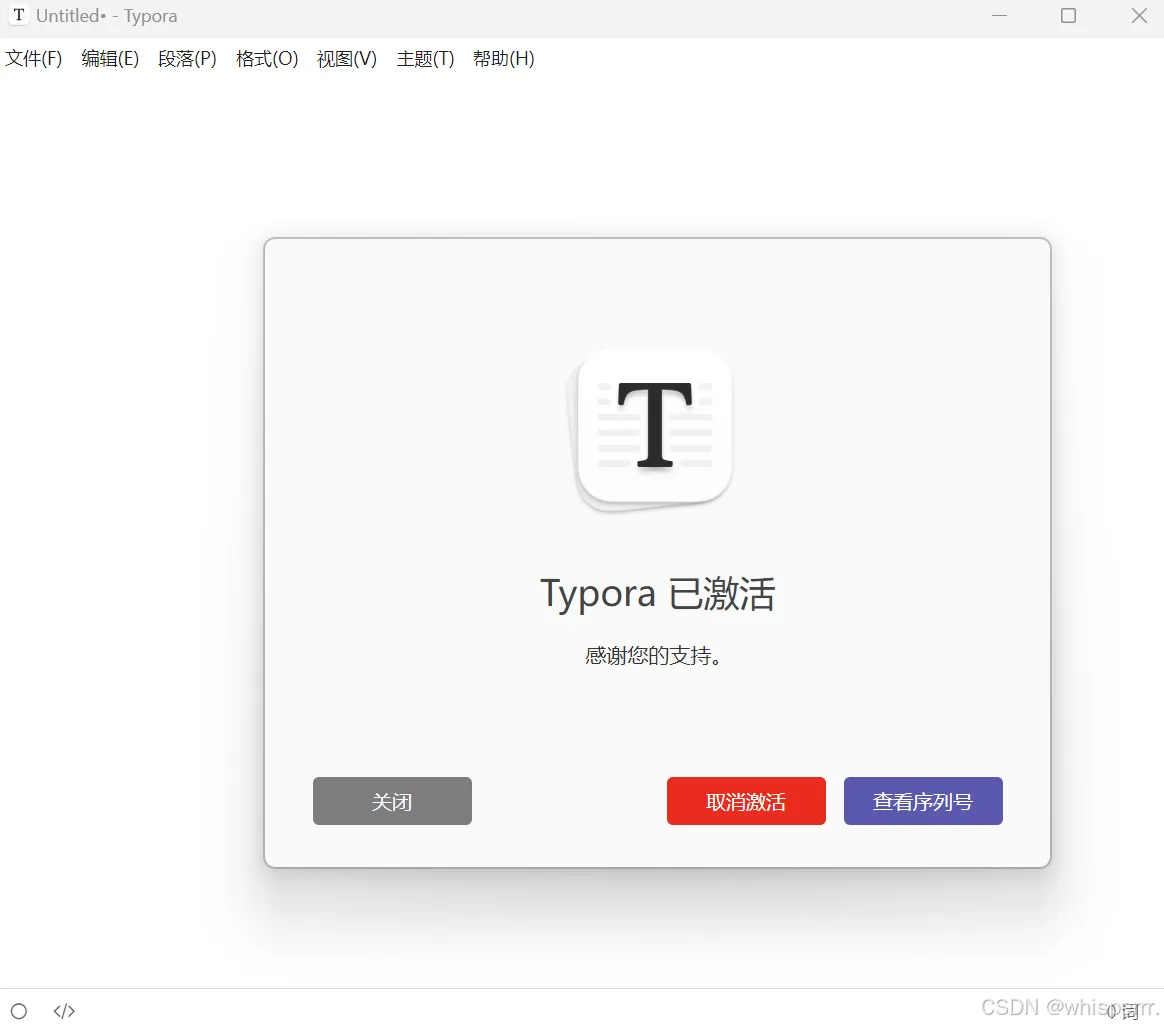 T Untitled• - Typora
文件(F) 编辑(E) 段落(P) 格式(O) 视图(V) 主题(T) 帮助(H)
T
Typora 已激活
感谢您的支持。
关闭 取消激活 查看序列号
</> 0 词
CSDN @whisperrr.